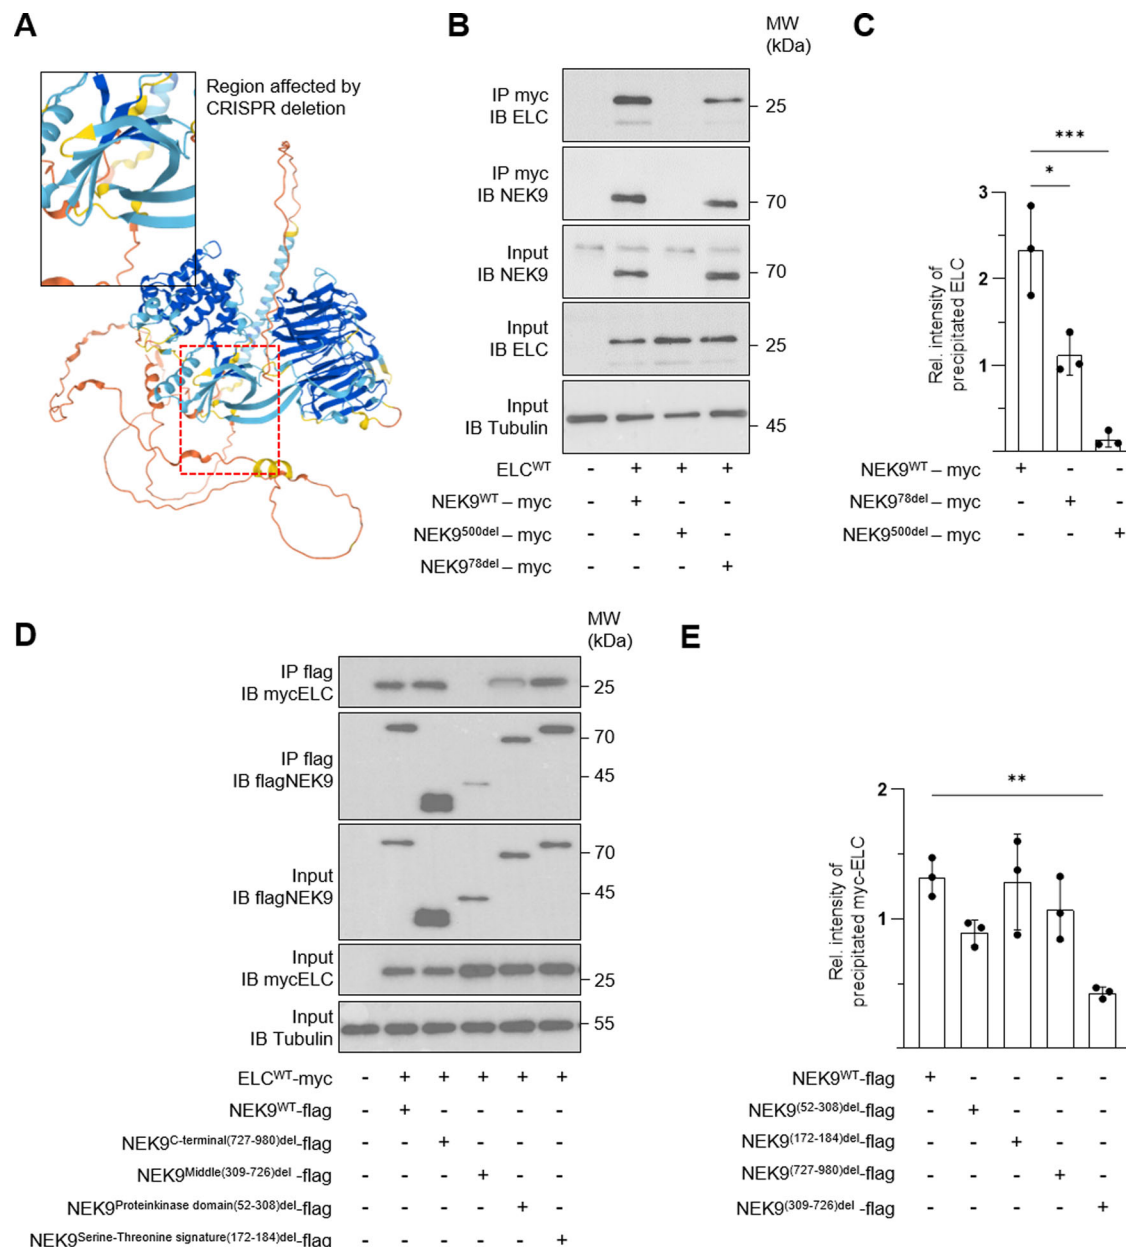 A
Region affected by
CRISPR deletion
B
MW
(kDa)
IP myc
IB ELC
25
IP myc
IB NEK9
70
Input
IB NEK9
70
Input
IB ELC
25
Input
IB Tubulin
45
ELCWT - + + +
NEK9WT – myc - + - -
NEK9500del – myc - - + -
NEK978del – myc - - - +
C
***
*
3
2
1
Rel. intensity of
precipitated ELC
NEK9WT – myc + - -
NEK978del – myc - + -
NEK9500del – myc - - +
D
MW
(kDa)
IP flag
IB mycELC
25
IP flag
IB flagNEK9
70
45
Input
IB flagNEK9
70
45
Input
IB mycELC
25
Input
IB Tubulin
55
ELCWT-myc - + + + + +
NEK9WT-flag - + - - - -
NEK9C-terminal(727-980)del-flag - - + - - -
NEK9Middle(309-726)del -flag - - - + - -
NEK9Proteinkinase domain(52-308)del-flag - - - - + -
NEK9Serine-Threonine signature(172-184)del-flag - - - - - +
E
**
2
1
Rel. intensity of
precipitated myc-ELC
NEK9WT-flag + - - - -
NEK9(52-308)del-flag - + - - -
NEK9(172-184)del-flag - - + - -
NEK9(727-980)del-flag - - - + -
NEK9(309-726)del -flag - - - - +